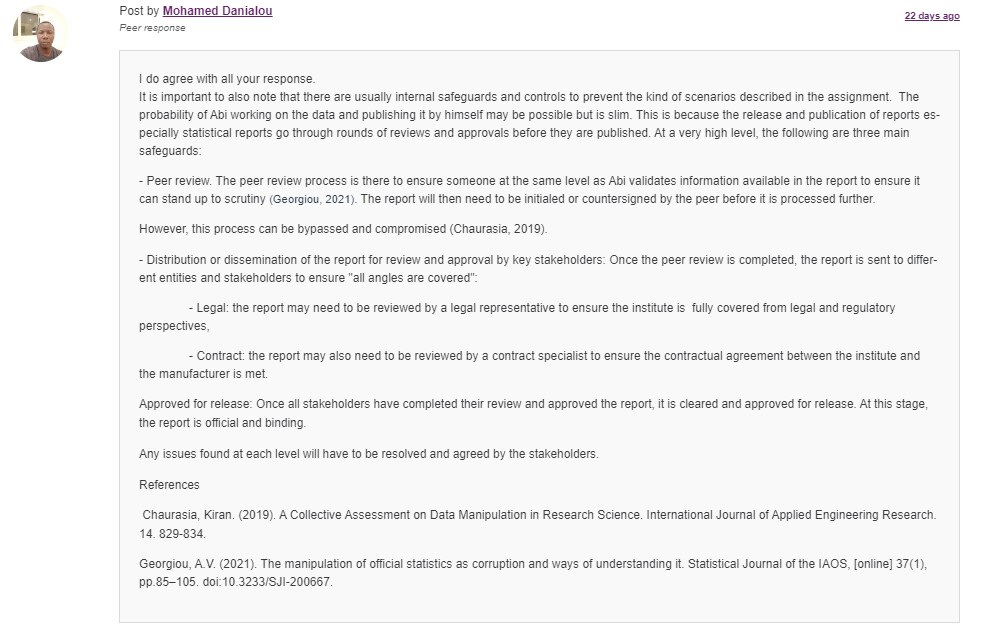 Post by Mohamed Danialou
22 days ago
Peer response
I do agree with all your response.
It is important to also note that there are usually internal safeguards and controls to prevent the kind of scenarios described in the assignment.  The
probability of Abi working on the data and publishing it by himself may be possible but is slim. This is because the release and publication of reports es-
pecially statistical reports go through rounds of reviews and approvals before they are published. At a very high level, the following are three main
safeguards:
- Peer review. The peer review process is there to ensure someone at the same level as Abi validates information available in the report to ensure it
can stand up to scrutiny (Georgiou, 2021). The report will then need to be initialed or countersigned by the peer before it is processed further.
However, this process can be bypassed and compromised (Chaurasia, 2019).
- Distribution or dissemination of the report for review and approval by key stakeholders: Once the peer review is completed, the report is sent to differ-
ent entities and stakeholders to ensure "all angles are covered":
- Legal: the report may need to be reviewed by a legal representative to ensure the institute is  fully covered from legal and regulatory
perspectives,
- Contract: the report may also need to be reviewed by a contract specialist to ensure the contractual agreement between the institute and
the manufacturer is met.
Approved for release: Once all stakeholders have completed their review and approved the report, it is cleared and approved for release. At this stage,
the report is official and binding.
Any issues found at each level will have to be resolved and agreed by the stakeholders.
References
Chaurasia, Kiran. (2019). A Collective Assessment on Data Manipulation in Research Science. International Journal of Applied Engineering Research.
14. 829-834.
Georgiou, A.V. (2021). The manipulation of official statistics as corruption and ways of understanding it. Statistical Journal of the IAOS, [online] 37(1),
pp.85–105. doi:10.3233/SJI-200667.